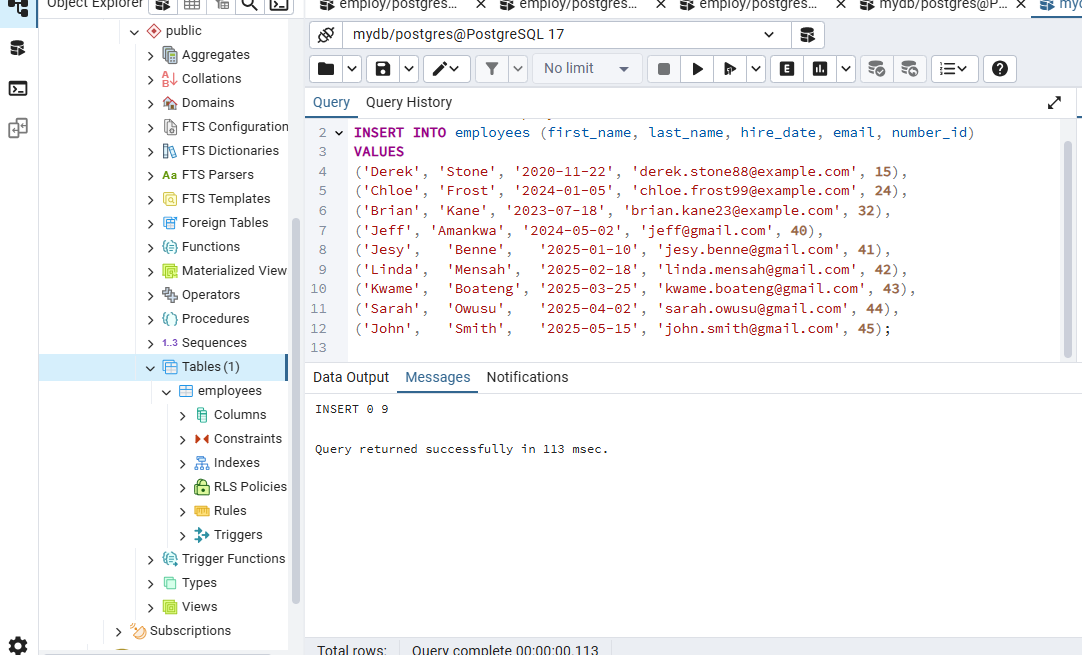 Object Explorer
employ/postgres...
employ/postgres...
employ/postgres...
mydb/postgres@P...
public
Aggregates
Collations
Domains
FTS Configuration
FTS Dictionaries
Aa FTS Parsers
FTS Templates
Foreign Tables
Functions
Materialized View
Operators
Procedures
1..3 Sequences
Tables (1)
employees
Columns
Constraints
Indexes
RLS Policies
Rules
Triggers
Trigger Functions
Types
Views
Subscriptions
mydb/postgres@PostgreSQL 17
No limit
E
Query Query History
2 INSERT INTO employees (first_name, last_name, hire_date, email, number_id)
3 VALUES
4 ('Derek', 'Stone', '2020-11-22', 'derek.stone88@example.com', 15),
5 ('Chloe', 'Frost', '2024-01-05', 'chloe.frost99@example.com', 24),
6 ('Brian', 'Kane', '2023-07-18', 'brian.kane23@example.com', 32),
7 ('Jeff', 'Amankwa', '2024-05-02', 'jeff@gmail.com', 40),
8 ('Jesy', 'Benne', '2025-01-10', 'jesy.benne@gmail.com', 41),
9 ('Linda', 'Mensah', '2025-02-18', 'linda.mensah@gmail.com', 42),
10 ('Kwame', 'Boateng', '2025-03-25', 'kwame.boateng@gmail.com', 43),
11 ('Sarah', 'Owusu', '2025-04-02', 'sarah.owusu@gmail.com', 44),
12 ('John', 'Smith', '2025-05-15', 'john.smith@gmail.com', 45);
13
Data Output Messages Notifications
INSERT 0 9
Query returned successfully in 113 msec.
Total rows: Query complete 00:00:00.113